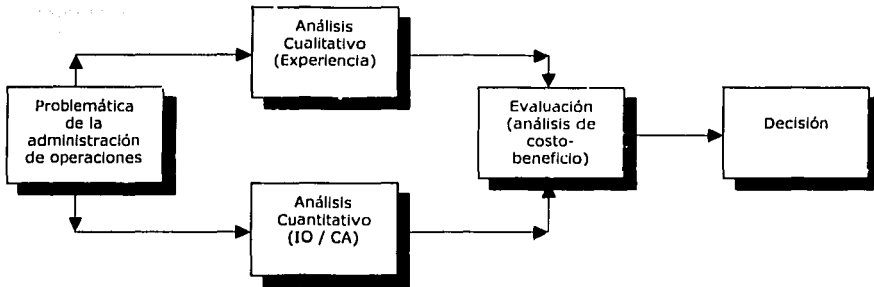 Problemática
de la
administración
de operaciones
Análisis
Cualitativo
(Experiencia)
Análisis
Cuantitativo
(IO / CA)
Evaluación
(análisis de
costo-
beneficio)
Decisión